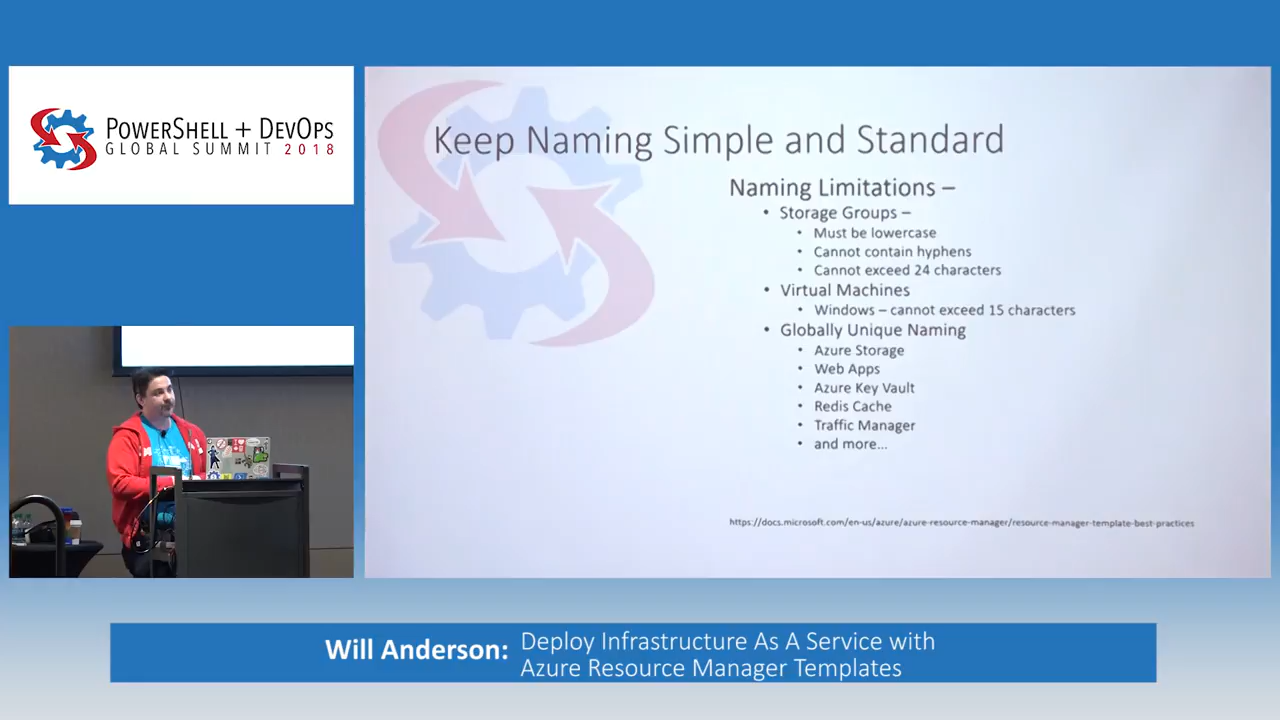 POWERSHELL + DEVOPS
GLOBAL SUMMIT 2018
Keep Naming Simple and Standard
Naming Limitations –
• Storage Groups –
• Must be lowercase
• Cannot contain hyphens
• Cannot exceed 24 characters
• Virtual Machines
• Windows – cannot exceed 15 characters
• Globally Unique Naming
• Azure Storage
• Web Apps
• Azure Key Vault
• Redis Cache
• Traffic Manager
• and more...
https://docs.microsoft.com/en-us/azure/azure-resource-manager/resource-manager-template-best-practices
Will Anderson:
Deploy Infrastructure As A Service with
Azure Resource Manager Templates